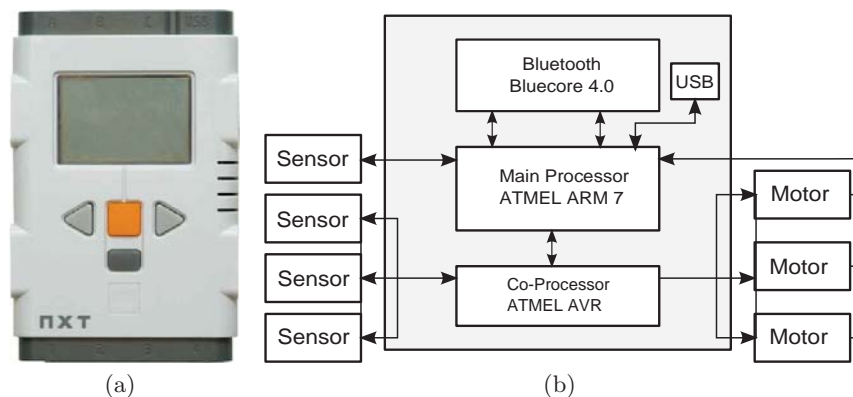 A B C USB
пXT
(a)
Bluetooth
Bluecore 4.0
USB
Sensor
Main Processor
ATMEL ARM 7
Motor
Sensor
Sensor
Co-Processor
ATMEL AVR
Motor
Sensor
Motor
(b)